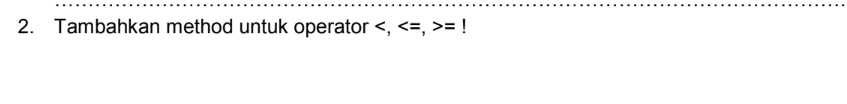 2. Tambahkan method untuk operator <, <=, >= !